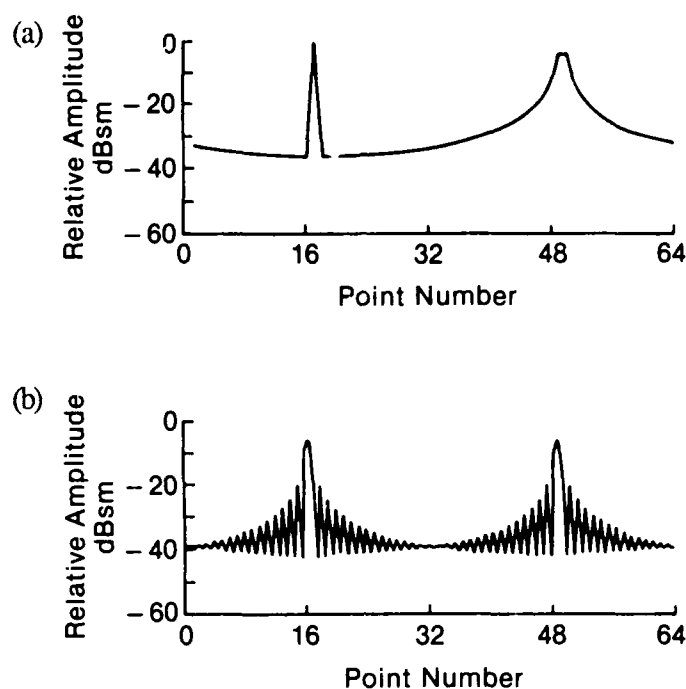 (a)
Relative Amplitude
dBsm
0
−20
−40
−60
0 16 32 48 64
Point Number
(b)
Relative Amplitude
dBsm
0
−20
−40
−60
0 16 32 48 64
Point Number